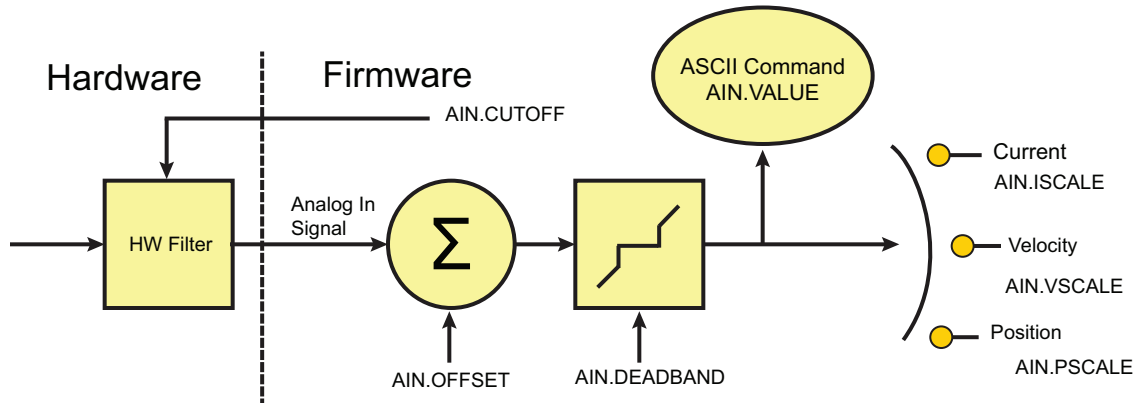 Hardware
Firmware
ASCII Command
AIN.VALUE
AIN.CUTOFF
Current
AIN.ISCALE
HW Filter
Analog In
Signal
Σ
Velocity
AIN.VSCALE
Position
AIN.PSCALE
AIN.OFFSET
AIN.DEADBAND